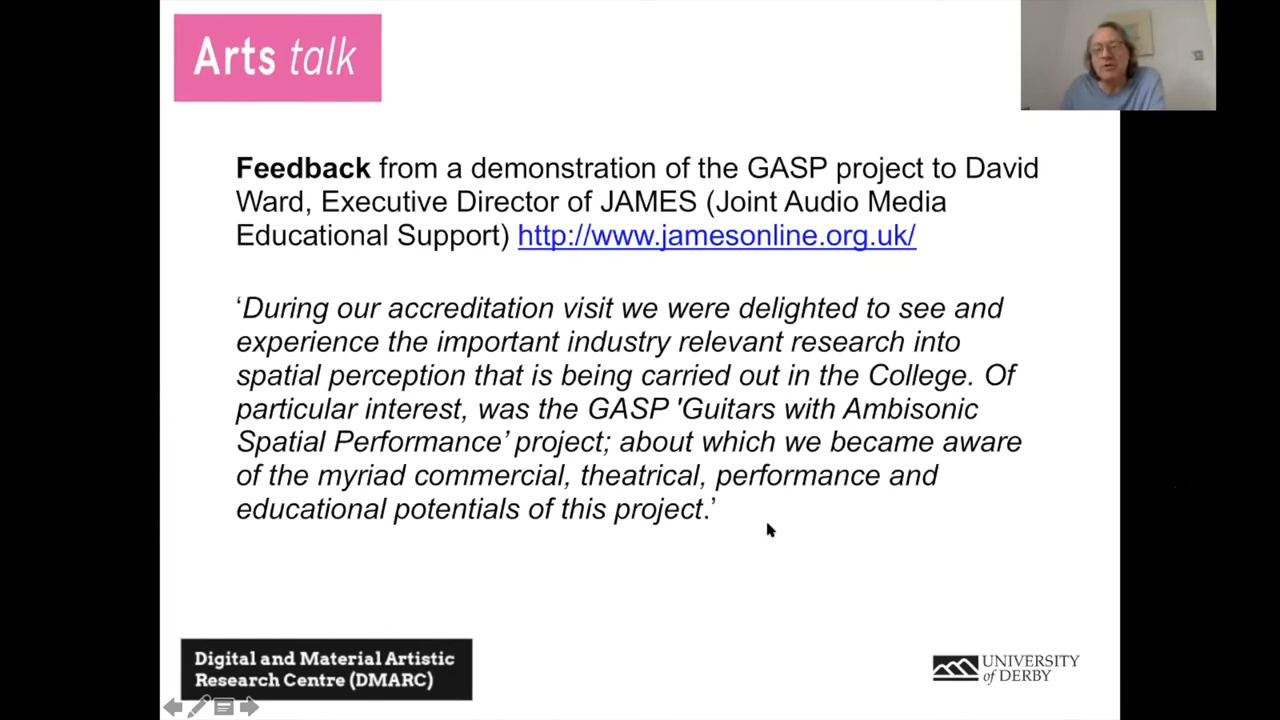 Arts talk
Feedback from a demonstration of the GASP project to David
Ward, Executive Director of JAMES (Joint Audio Media
Educational Support) http://www.jamesonline.org.uk/
‘During our accreditation visit we were delighted to see and
experience the important industry relevant research into
spatial perception that is being carried out in the College. Of
particular interest, was the GASP 'Guitars with Ambisonic
Spatial Performance’ project; about which we became aware
of the myriad commercial, theatrical, performance and
educational potentials of this project.’
Digital and Material Artistic
Research Centre (DMARC)
UNIVERSITY
of DERBY